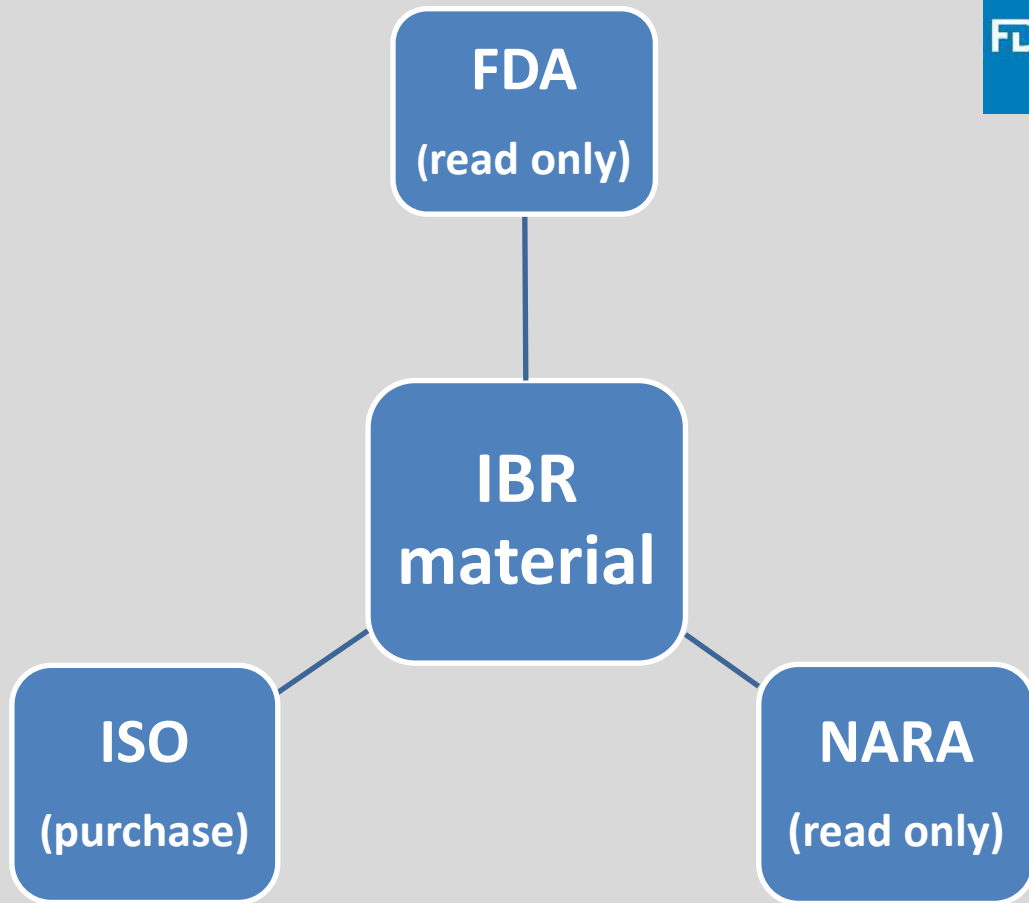 FDA
(read only)
IBR
material
ISO
(purchase)
NARA
(read only)